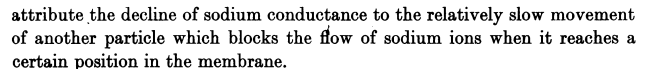 attribute the decline of sodium conductance to the relatively slow movement
of another particle which blocks the flow of sodium ions when it reaches a
certain position in the membrane.